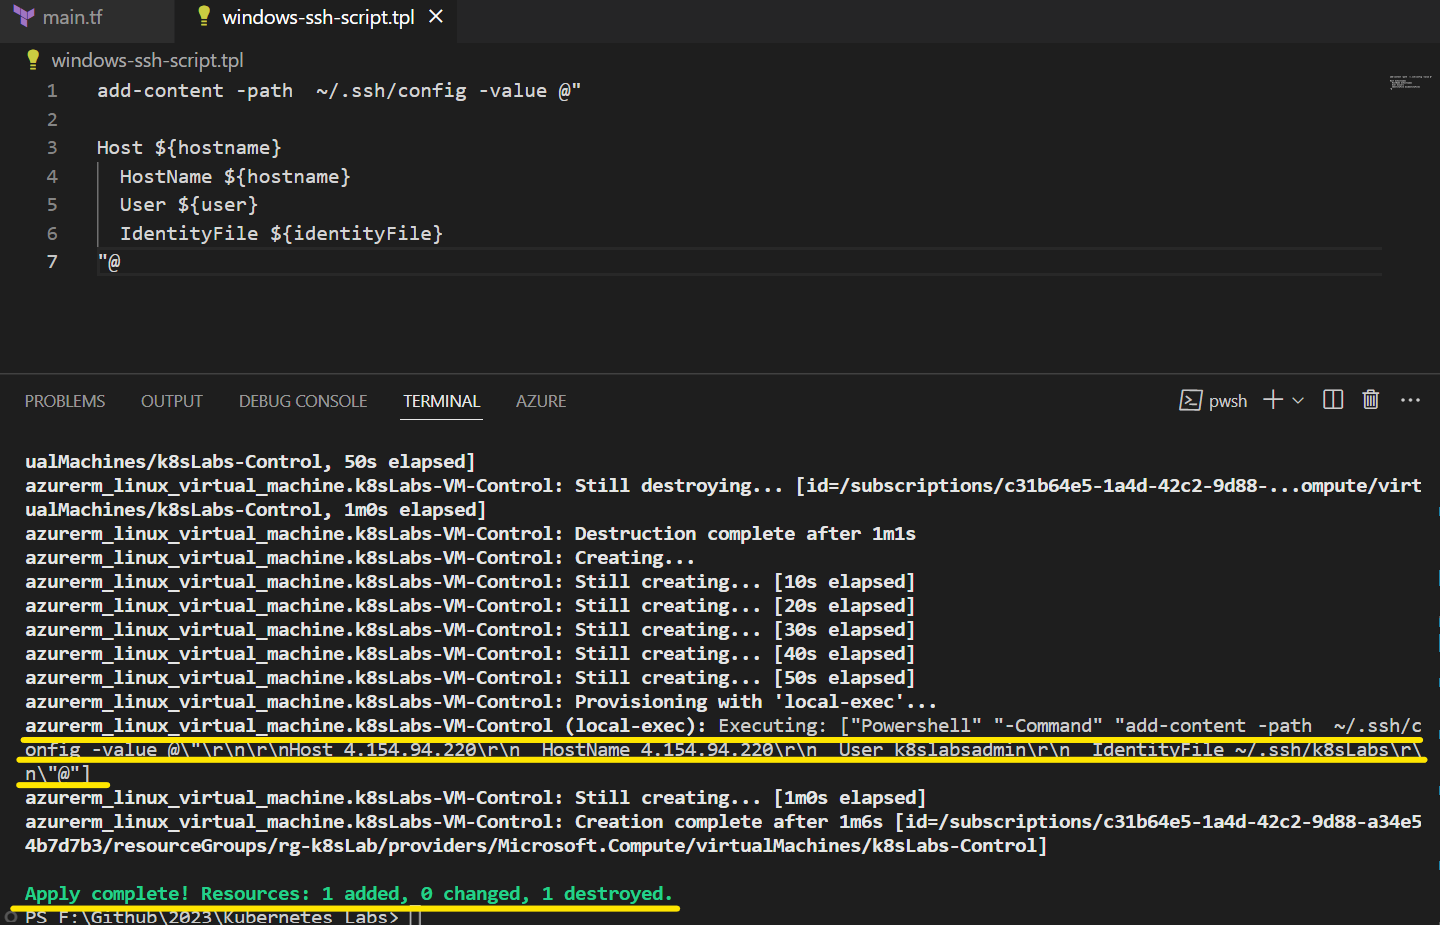 main.tf
windows-ssh-script.tpl
windows-ssh-script.tpl
1 add-content -path  ~/.ssh/config -value @"
2
3 Host ${hostname}
4   HostName ${hostname}
5   User ${user}
6   IdentityFile ${identityFile}
7 "@
PROBLEMS OUTPUT DEBUG CONSOLE TERMINAL AZURE pwsh
ualMachines/k8sLabs-Control, 50s elapsed]
azurerm_linux_virtual_machine.k8sLabs-VM-Control: Still destroying... [id=/subscriptions/c31b64e5-1a4d-42c2-9d88-...ompute/virt
ualMachines/k8sLabs-Control, 1m0s elapsed]
azurerm_linux_virtual_machine.k8sLabs-VM-Control: Destruction complete after 1m1s
azurerm_linux_virtual_machine.k8sLabs-VM-Control: Creating...
azurerm_linux_virtual_machine.k8sLabs-VM-Control: Still creating... [10s elapsed]
azurerm_linux_virtual_machine.k8sLabs-VM-Control: Still creating... [20s elapsed]
azurerm_linux_virtual_machine.k8sLabs-VM-Control: Still creating... [30s elapsed]
azurerm_linux_virtual_machine.k8sLabs-VM-Control: Still creating... [40s elapsed]
azurerm_linux_virtual_machine.k8sLabs-VM-Control: Still creating... [50s elapsed]
azurerm_linux_virtual_machine.k8sLabs-VM-Control: Provisioning with 'local-exec'...
azurerm_linux_virtual_machine.k8sLabs-VM-Control (local-exec): Executing: ["Powershell" "-Command" "add-content -path  ~/.ssh/c
onfig -value @\"\r\n\r\nHost 4.154.94.220\r\n  HostName 4.154.94.220\r\n  User k8slabsadmin\r\n  IdentityFile ~/.ssh/k8sLabs\r\
n\"@"]
azurerm_linux_virtual_machine.k8sLabs-VM-Control: Still creating... [1m0s elapsed]
azurerm_linux_virtual_machine.k8sLabs-VM-Control: Creation complete after 1m6s [id=/subscriptions/c31b64e5-1a4d-42c2-9d88-a34e5
4b7d7b3/resourceGroups/rg-k8sLab/providers/Microsoft.Compute/virtualMachines/k8sLabs-Control]
Apply complete! Resources: 1 added, 0 changed, 1 destroyed.
PS F:\Github\2023\Kubernetes Labs>